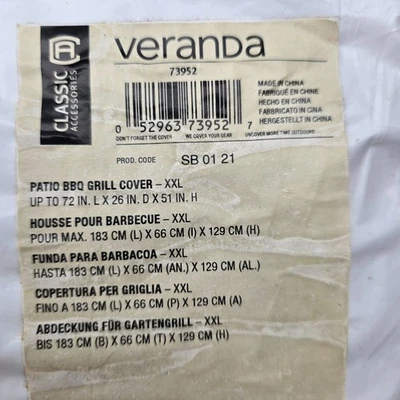 CLASSIC
ACCESSORIES
veranda
73952
0 52963 73952 7
DON'T FORGET THE COVER WE COVER YOUR GEAR UNCOVER MORE TIME OUTDOORS
MADE IN CHINA
FABRIQUÉ EN CHINE
HECHO EN CHINA
FABBRICATO IN CINA
HERGESTELLT IN CHINA
PROD. CODE SB 01 21
PATIO BBQ GRILL COVER – XXL
UP TO 72 IN. L X 26 IN. D X 51 IN. H
HOUSSE POUR BARBECUE – XXL
POUR MAX. 183 CM (L) X 66 CM (I) X 129 CM (H)
FUNDA PARA BARBACOA – XXL
HASTA 183 CM (L) X 66 CM (AN.) X 129 CM (AL.)
COPERTURA PER GRIGLIA – XXL
FINO A 183 CM (L) X 66 CM (P) X 129 CM (A)
ABDECKUNG FÜR GARTENGRILL – XXL
BIS 183 CM (B) X 66 CM (T) X 129 CM (H)